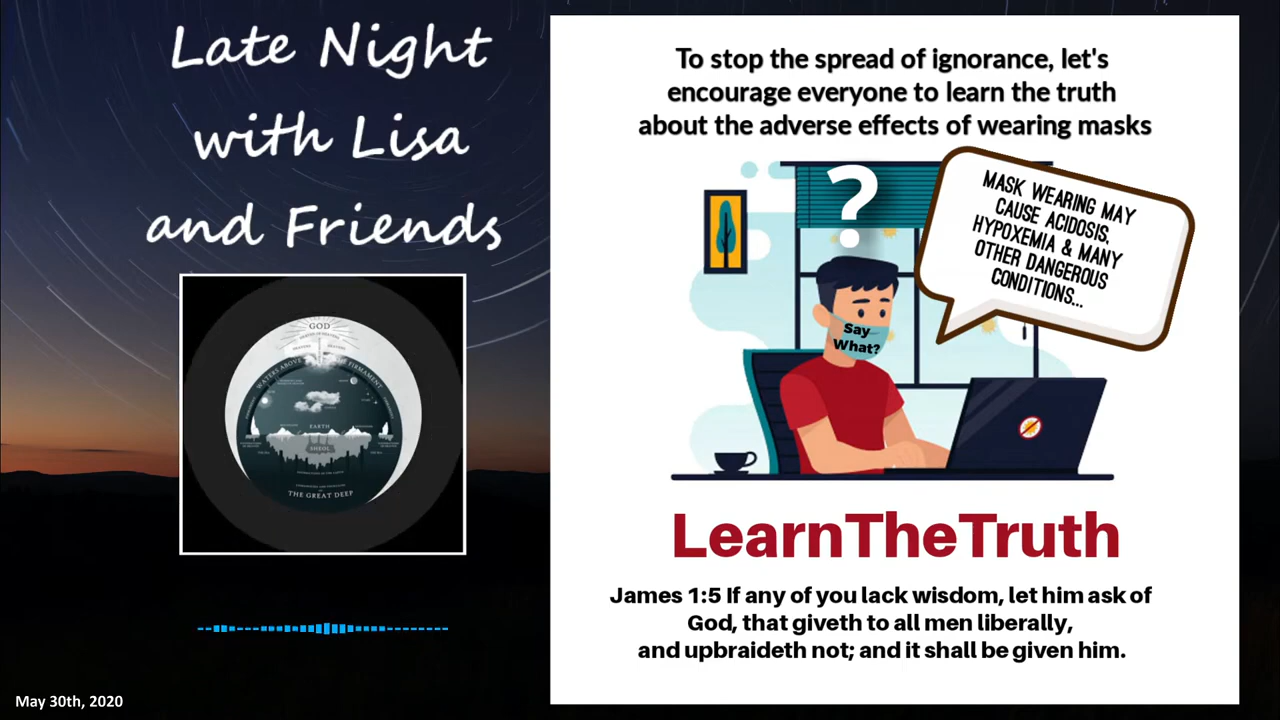 Late Night
with Lisa
and Friends
GOD
WATERS ABOVE
FIRMAMENT
EARTH
SHEOL
THE GREAT DEEP
May 30th, 2020
To stop the spread of ignorance, let's
encourage everyone to learn the truth
about the adverse effects of wearing masks
?
MASK WEARING MAY
CAUSE ACIDOSIS,
HYPOXEMIA & MANY
OTHER DANGEROUS
CONDITIONS...
Say
What?
LearnTheTruth
James 1:5 If any of you lack wisdom, let him ask of
God, that giveth to all men liberally,
and upbraideth not; and it shall be given him.